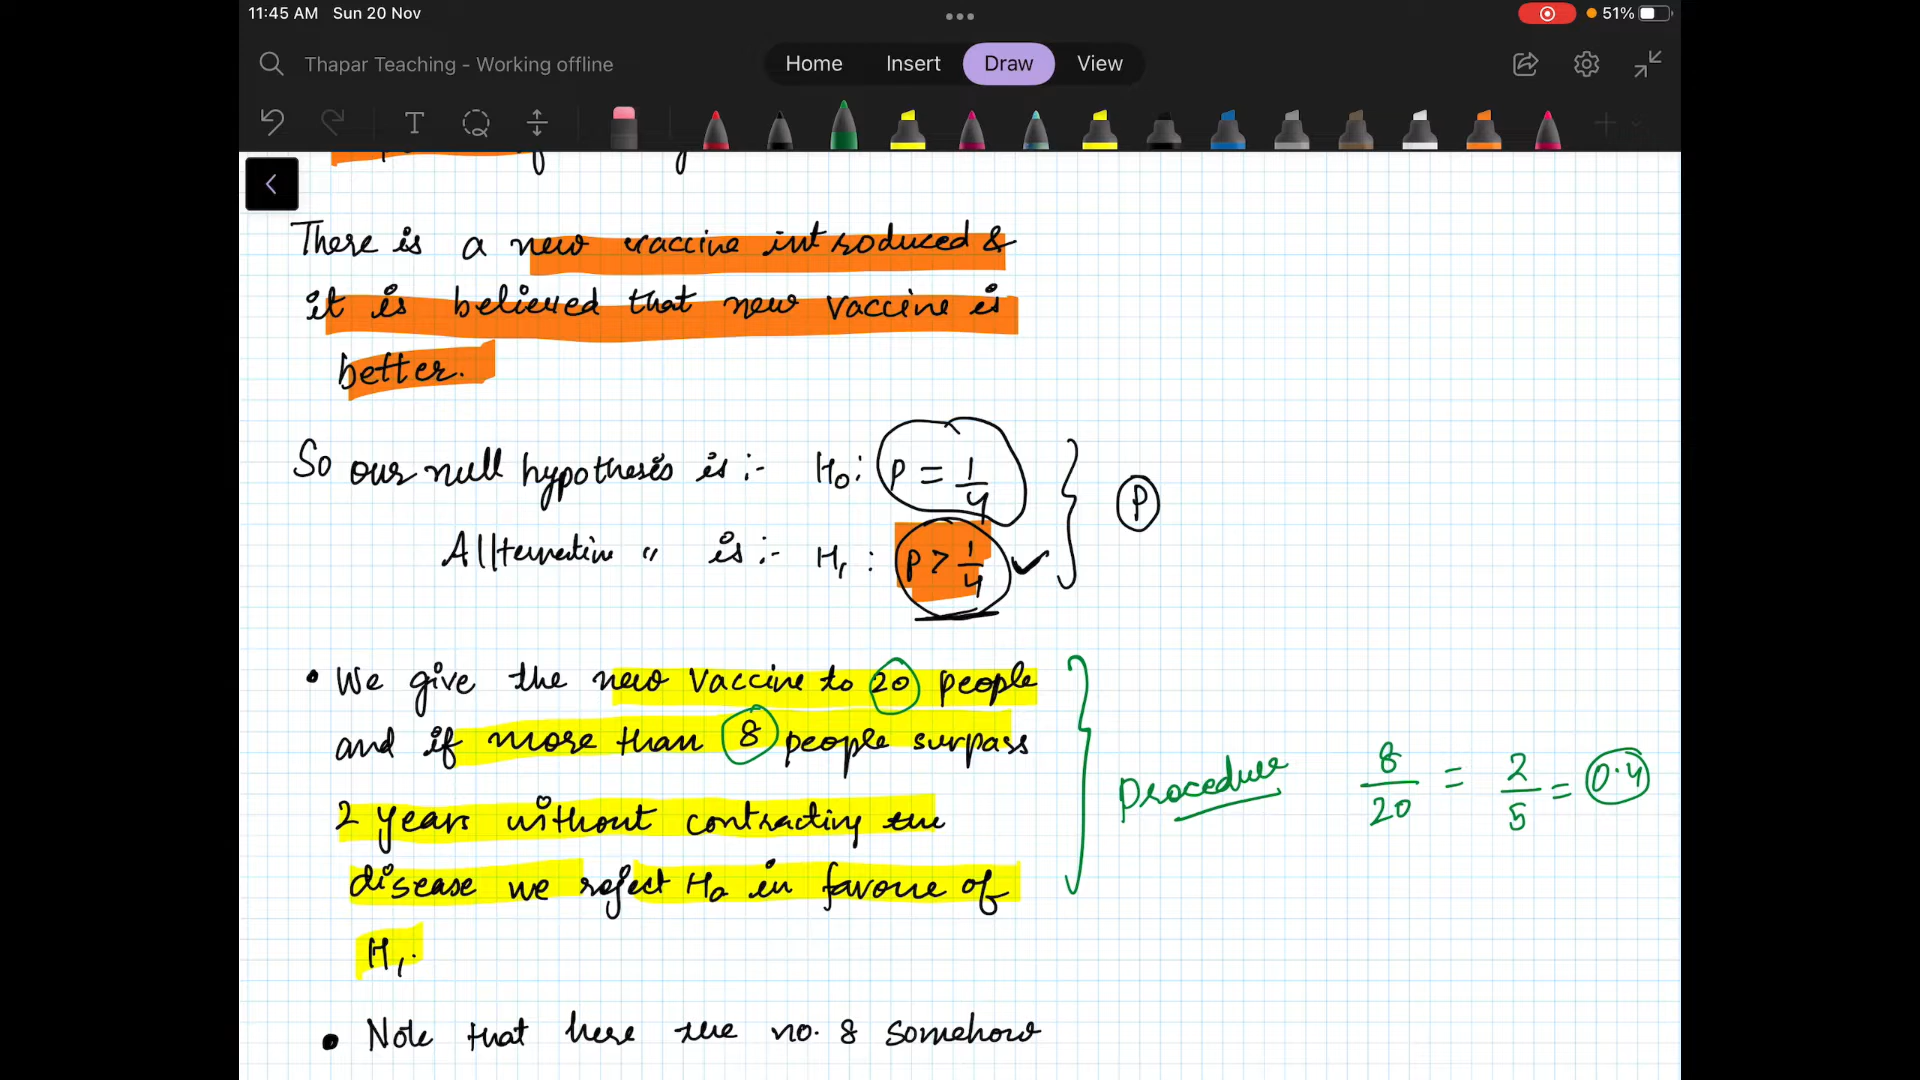 11:45 AM Sun 20 Nov
51%
Thapar Teaching - Working offline
Home Insert Draw View
There is a new vaccine introduced &
it is believed that new vaccine is
better.
So our null hypothesis is :- H0: P = 1/4
Allternative " is :- H1 : P > 1/4
P
• We give the new vaccine to 20 people
and if more than 8 people surpass
2 years without contracting the
disease we reject H0 in favour of
H1.
Procedure 8/20 = 2/5 = 0.4
• Note that here the no. 8 somehow